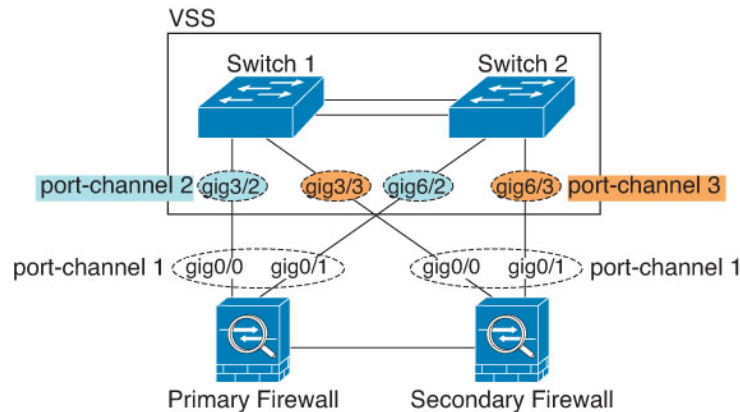 VSS
Switch 1
Switch 2
port-channel 2
gig3/2
gig3/3
gig6/2
gig6/3
port-channel 3
port-channel 1
gig0/0
gig0/1
gig0/0
gig0/1
port-channel 1
Primary Firewall
Secondary Firewall